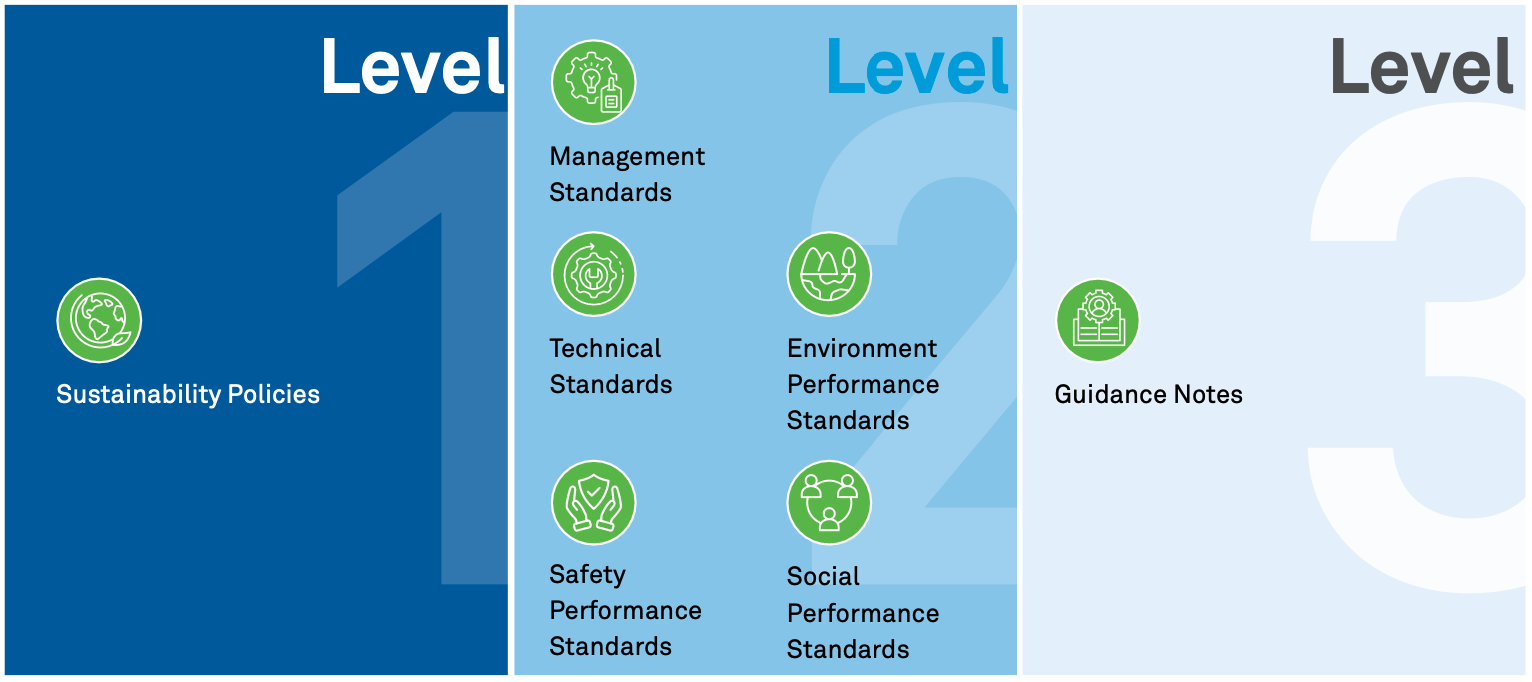 Level
1
Sustainability Policies
Level
2
Management
Standards
Technical
Standards
Environment
Performance
Standards
Safety
Performance
Standards
Social
Performance
Standards
Level
3
Guidance Notes